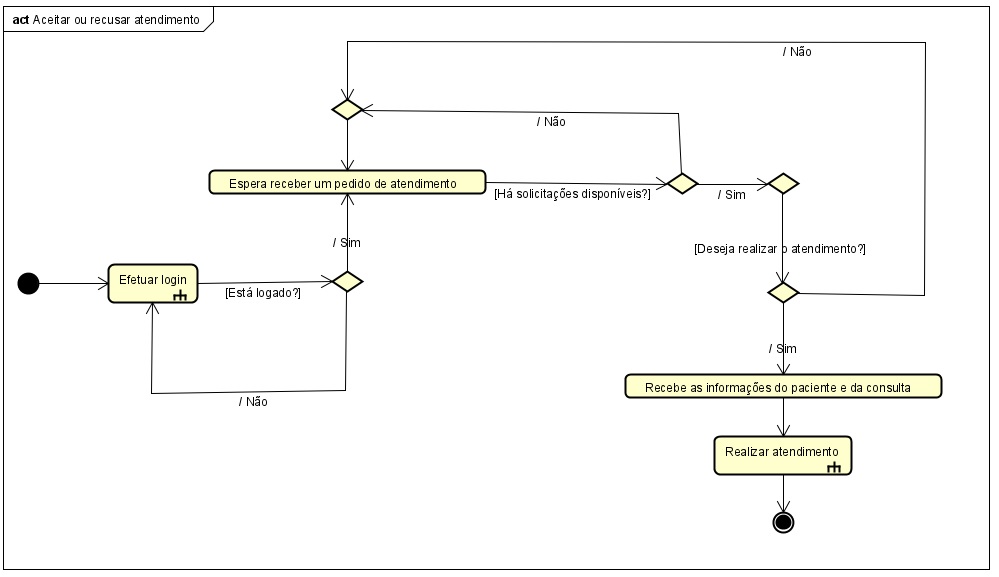 act Aceitar ou recusar atendimento
/ Não
/ Não
Espera receber um pedido de atendimento
[Há solicitações disponíveis?]
/ Sim
/ Sim
[Deseja realizar o atendimento?]
Efetuar login
[Está logado?]
/ Sim
/ Não
Recebe as informações do paciente e da consulta
Realizar atendimento